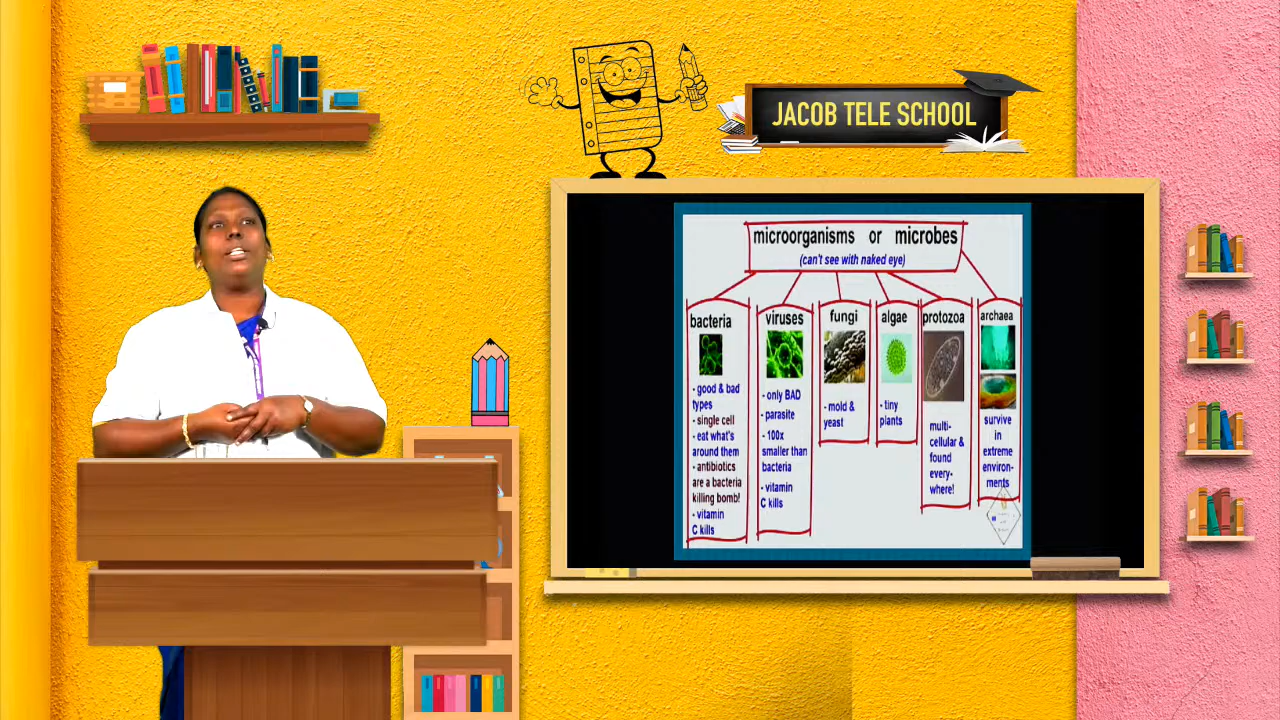 JACOB TELE SCHOOL
microorganisms or microbes
(can't see with naked eye)
bacteria
- good & bad
types
- single cell
- eat what's
around them
- antibiotics
are a bacteria
killing bomb!
- vitamin
C kills
viruses
- only BAD
- parasite
- 100x
smaller than
bacteria
- vitamin
C kills
fungi
- mold &
yeast
algae
- tiny
plants
protozoa
multi-
cellular &
found
every-
where!
archaea
survive
in
extreme
environ-
ments